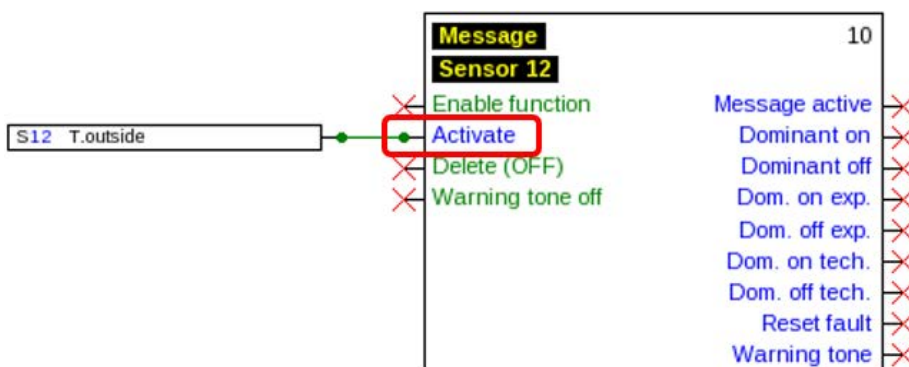 Message 10
Sensor 12
Enable function Message active
S12 T.outside Activate Dominant on
Delete (OFF) Dominant off
Warning tone off Dom. on exp.
Dom. off exp.
Dom. on tech.
Dom. off tech.
Reset fault
Warning tone